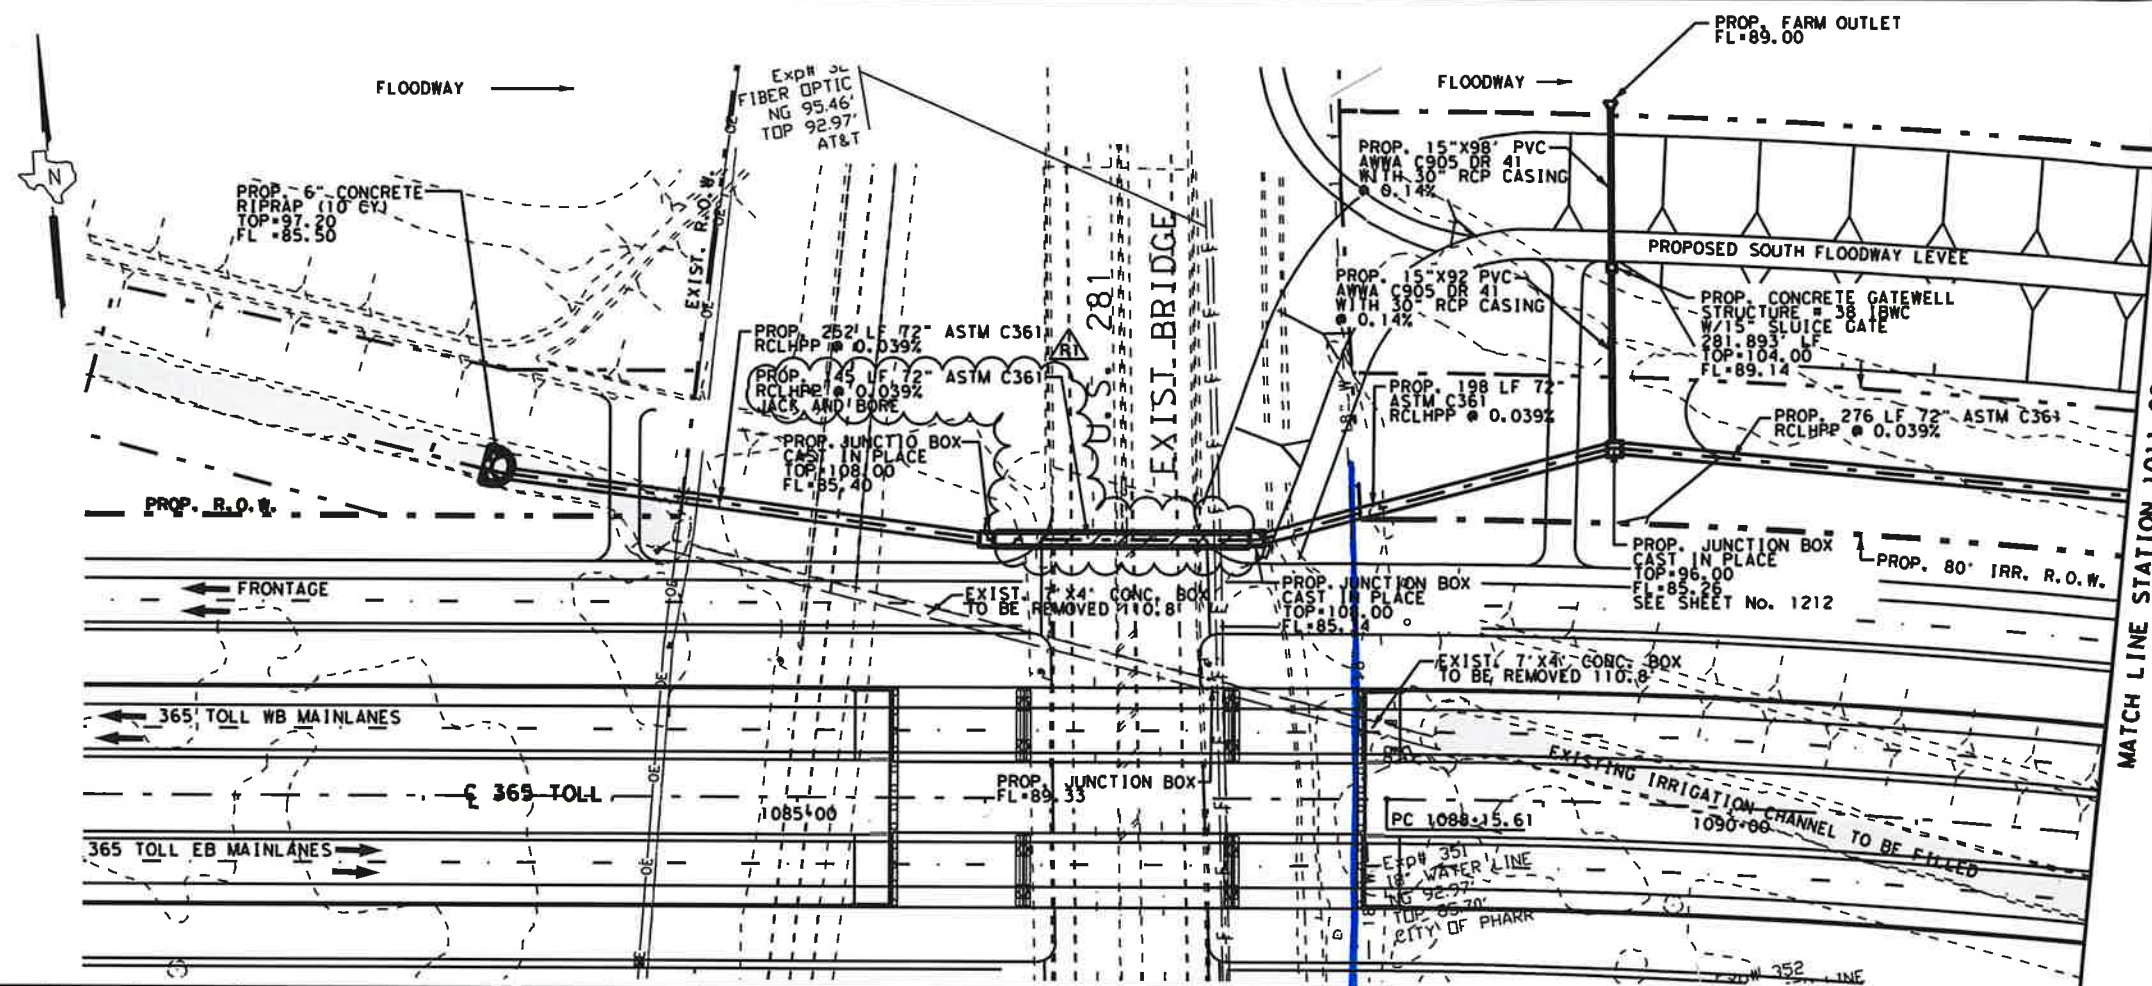 PROP. FARM OUTLET
FL=89.00
FLOODWAY
FLOODWAY
FIBER OPTIC
NG 95.46'
TOP 92.97'
AT&T
N
PROP. 6" CONCRETE
RIPRAP (10 CY)
TOP=97.20
FL =85.50
EXIST. R.O.W.
PROP. 15"X98' PVC
AWWA C905 DR 41
WITH 30" RCP CASING
@ 0.14%
PROPOSED SOUTH FLOODWAY LEVEE
PROP. 15"X92 PVC
AWWA C905 DR 41
WITH 30" RCP CASING
@ 0.14%
PROP. CONCRETE GATEWELL
STRUCTURE # 38 IBWC
W/15" SLUICE GATE
281.893' LF
TOP=104.00
FL=89.14
PROP. 252' LF 72" ASTM C361
RCLHPP @ 0.039%
R1
U.S. 281
EXIST. BRIDGE
PROP. 145 LF 72" ASTM C361
RCLHPP @ 0.039%
JACK AND BORE
PROP. JUNCTIO BOX
CAST IN PLACE
TOP=108.00
FL=85.40
PROP. 198 LF 72"
ASTM C361
RCLHPP @ 0.039%
PROP. 276 LF 72" ASTM C361
RCLHPP @ 0.039%
PROP. R.O.W.
PROP. JUNCTION BOX
CAST IN PLACE
TOP=96.00
FL=85.26
SEE SHEET No. 1212
PROP. 80' IRR. R.O.W.
FRONTAGE
EXIST. 7'X4' CONC. BOX
TO BE REMOVED 110.8'
PROP. JUNCTION BOX
CAST IN PLACE
TOP=108.00
EXIST. 7'X4' CONC. BOX
TO BE REMOVED 110.8'
365 TOLL WB MAINLANES
EXISTING IRRIGATION CHANNEL TO BE FILLED
℄ 365 TOLL
PROP. JUNCTION BOX
FL=89.33
1085+00
PC 1088+15.61
1090+00
365 TOLL EB MAINLANES
Exp# 351
18" WATER LINE
NG 92.97'
TOP 85.70'
CITY OF PHARR
352
LINE
MATCH LINE STATION